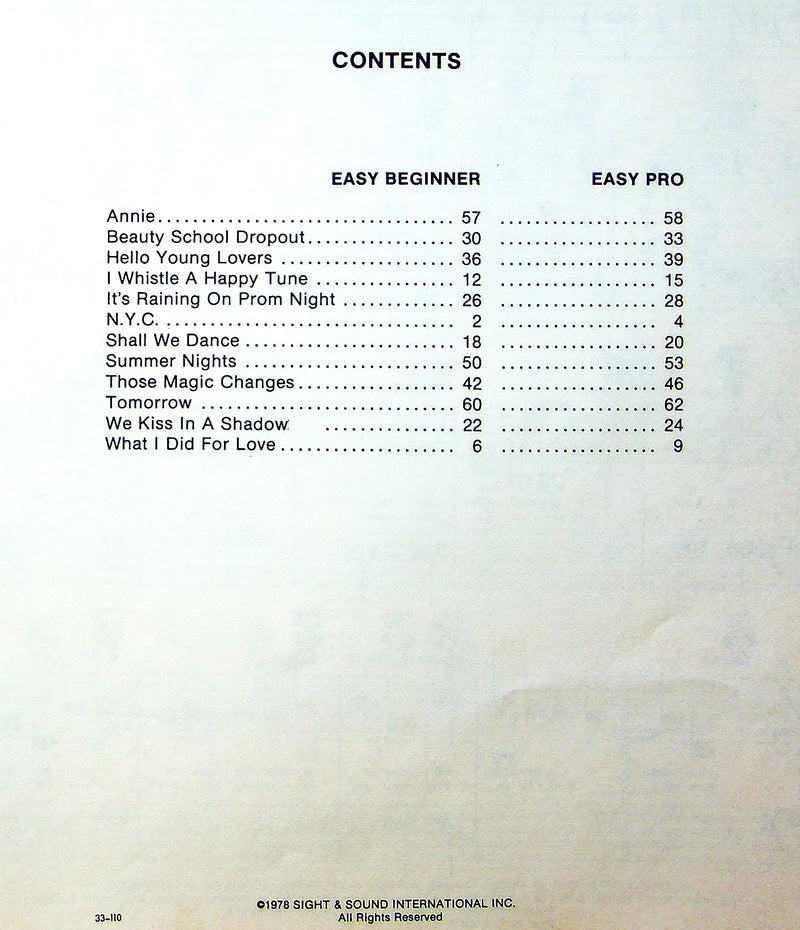 CONTENTS
EASY BEGINNER EASY PRO
Annie.................................. 57 .................. 58
Beauty School Dropout................. 30 .................. 33
Hello Young Lovers .................... 36 .................. 39
I Whistle A Happy Tune ................ 12 .................. 15
It's Raining On Prom Night ............. 26 .................. 28
N.Y.C. ................................. 2 .................. 4
Shall We Dance ........................ 18 .................. 20
Summer Nights ........................ 50 .................. 53
Those Magic Changes.................. 42 .................. 46
Tomorrow ............................. 60 .................. 62
We Kiss In A Shadow ............... 22 .................. 24
What I Did For Love .................... 6 .................. 9
©1978 SIGHT & SOUND INTERNATIONAL INC.
33-110 All Rights Reserved